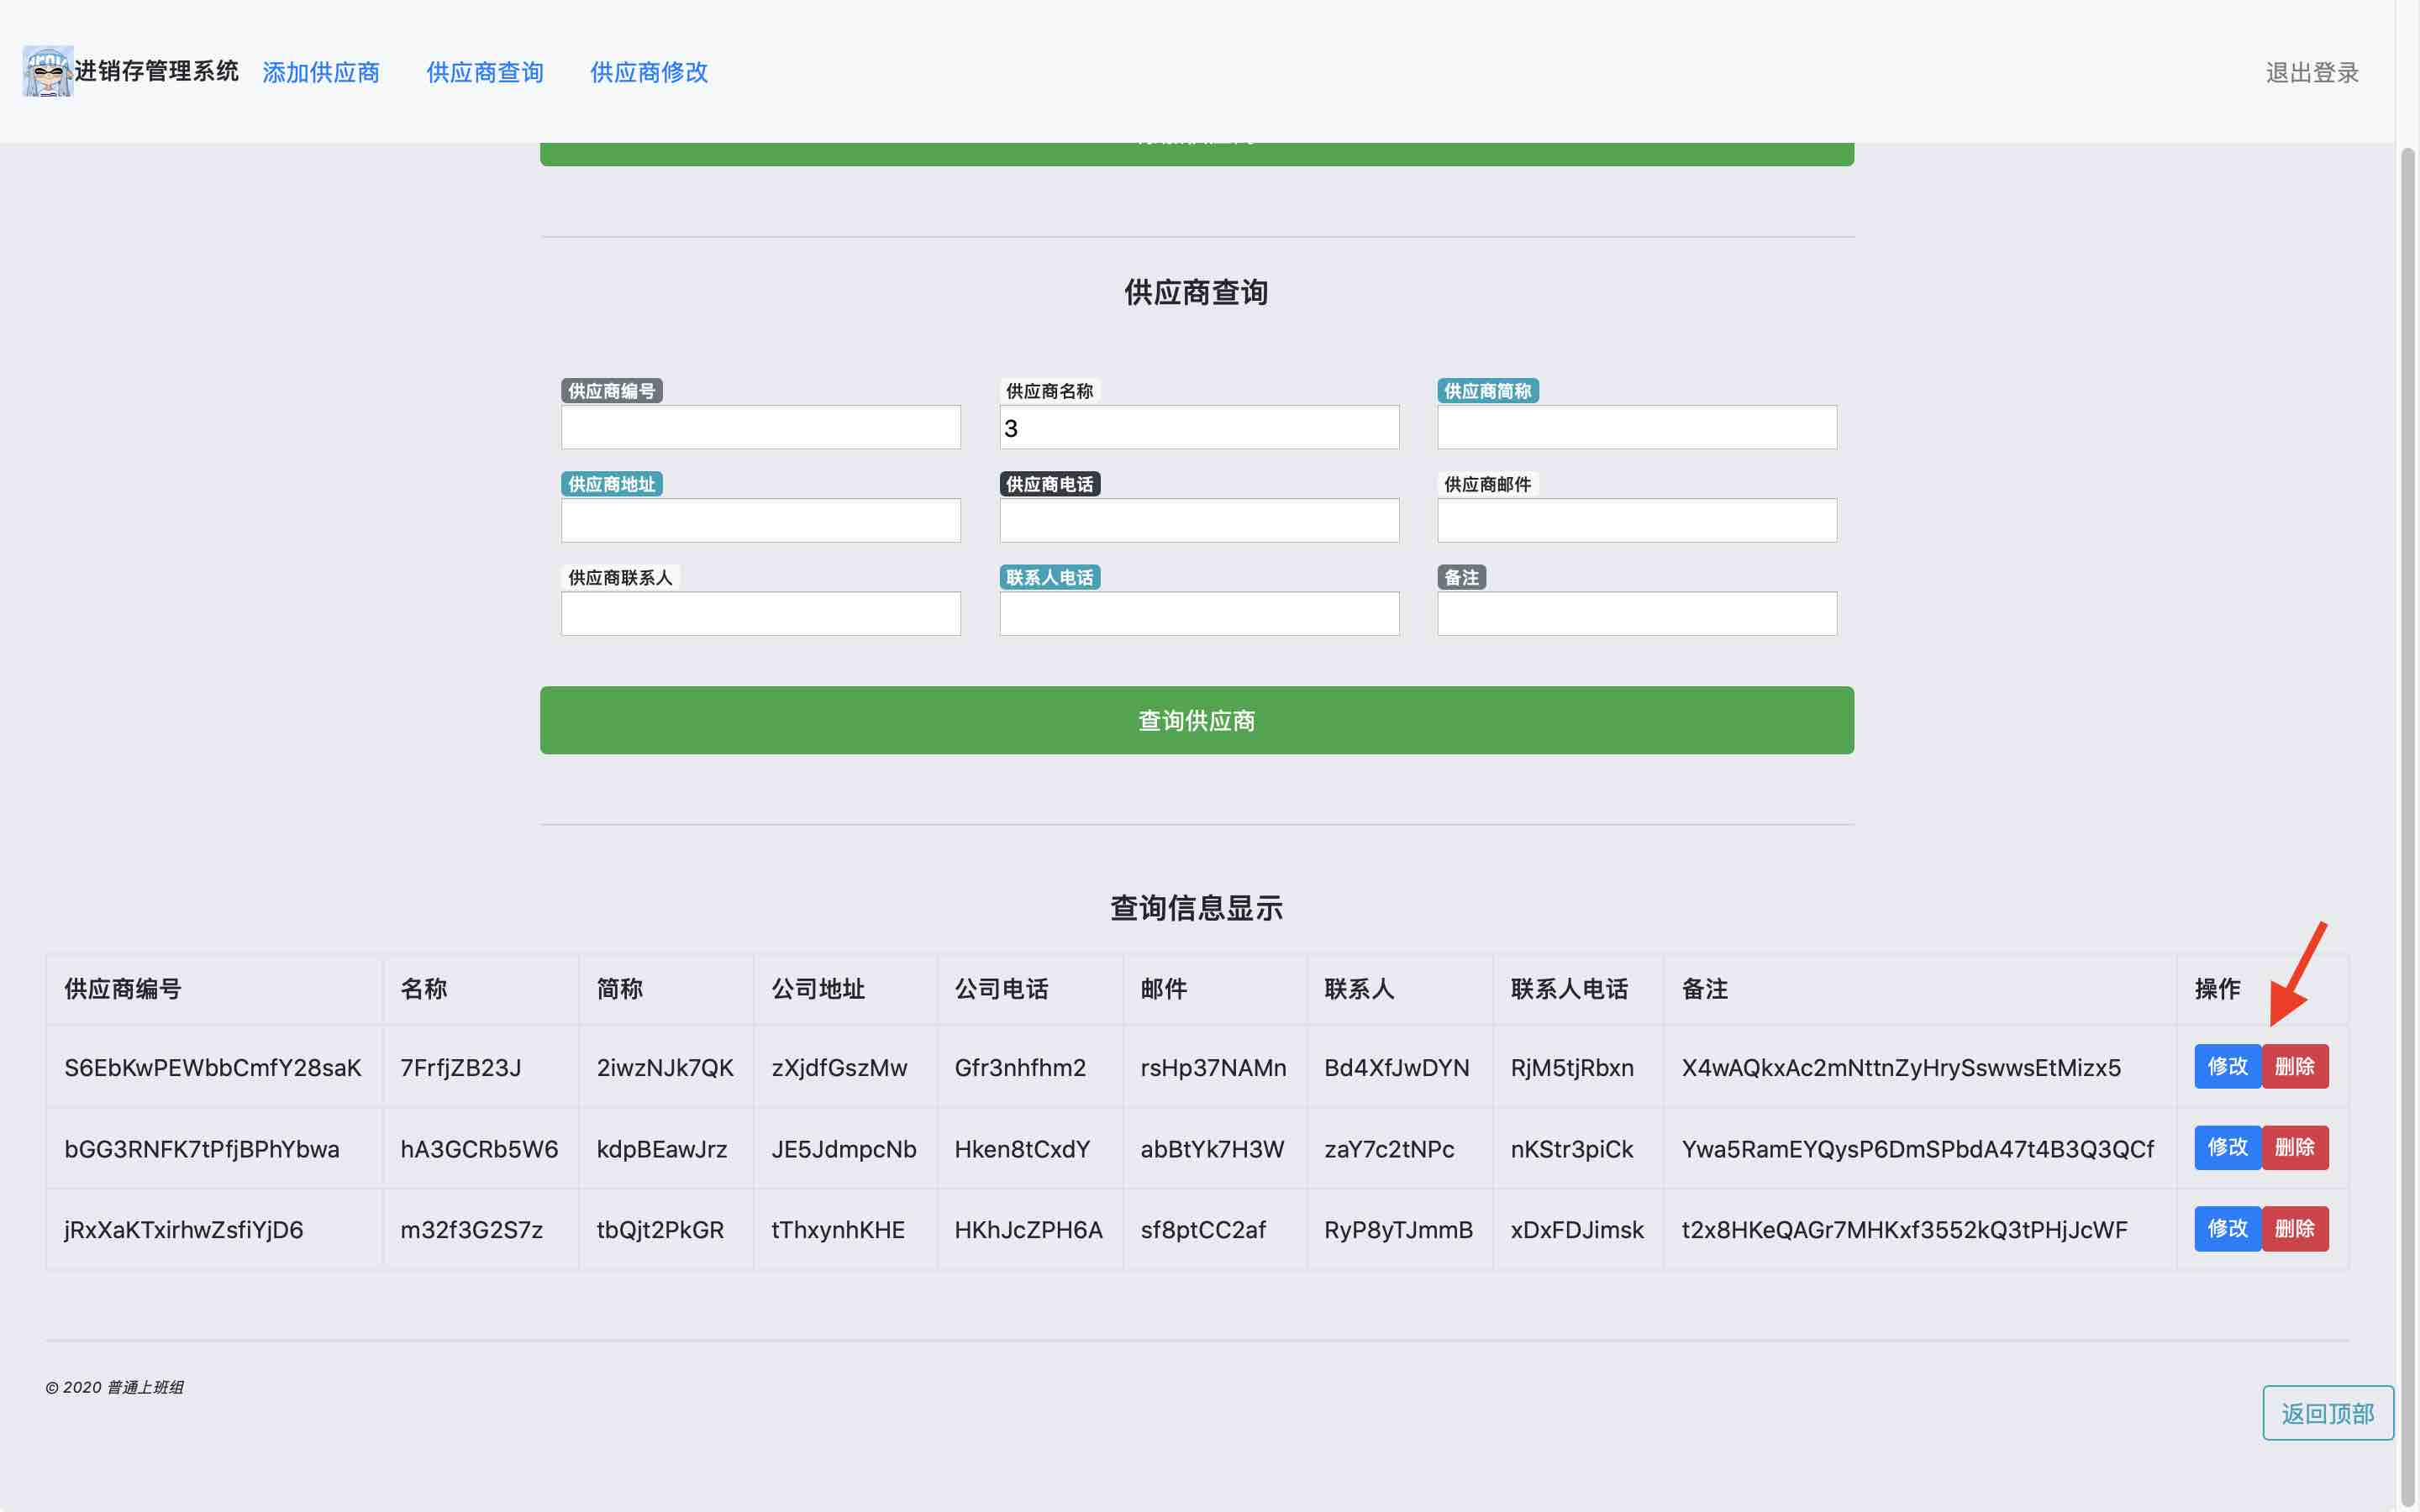 进销存管理系统 添加供应商 供应商查询 供应商修改 退出登录
供应商查询
供应商编号 供应商名称 供应商简称
3
供应商地址 供应商电话 供应商邮件
供应商联系人 联系人电话 备注
查询供应商
查询信息显示
供应商编号 名称 简称 公司地址 公司电话 邮件 联系人 联系人电话 备注 操作
S6EbKwPEWbbCmfY28saK 7FrfjZB23J 2iwzNJk7QK zXjdfGszMw Gfr3nhfhm2 rsHp37NAMn Bd4XfJwDYN RjM5tjRbxn X4wAQkxAc2mNttnZyHrySswwsEtMizx5 修改 删除
bGG3RNFK7tPfjBPhYbwa hA3GCRb5W6 kdpBEawJrz JE5JdmpcNb Hken8tCxdY abBtYk7H3W zaY7c2tNPc nKStr3piCk Ywa5RamEYQysP6DmSPbdA47t4B3Q3QCf 修改 删除
jRxXaKTxirhwZsfiYjD6 m32f3G2S7z tbQjt2PkGR tThxynhKHE HKhJcZPH6A sf8ptCC2af RyP8yTJmmB xDxFDJimsk t2x8HKeQAGr7MHKxf3552kQ3tPHjJcWF 修改 删除
© 2020 普通上班组
返回顶部